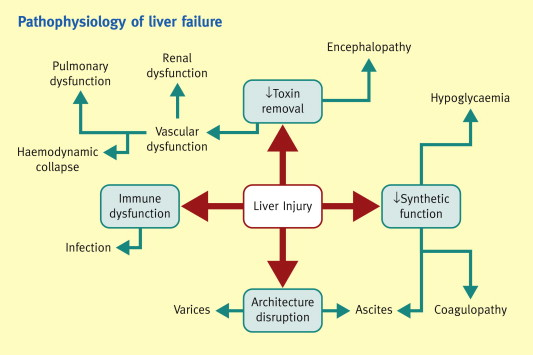 Pathophysiology of liver failure
Encephalopathy
Renal
dysfunction
Pulmonary
dysfunction
↓Toxin
removal
Hypoglycaemia
Vascular
dysfunction
Haemodynamic
collapse
Immune
dysfunction
Liver Injury
↓Synthetic
function
Infection
Varices
Architecture
disruption
Ascites
Coagulopathy